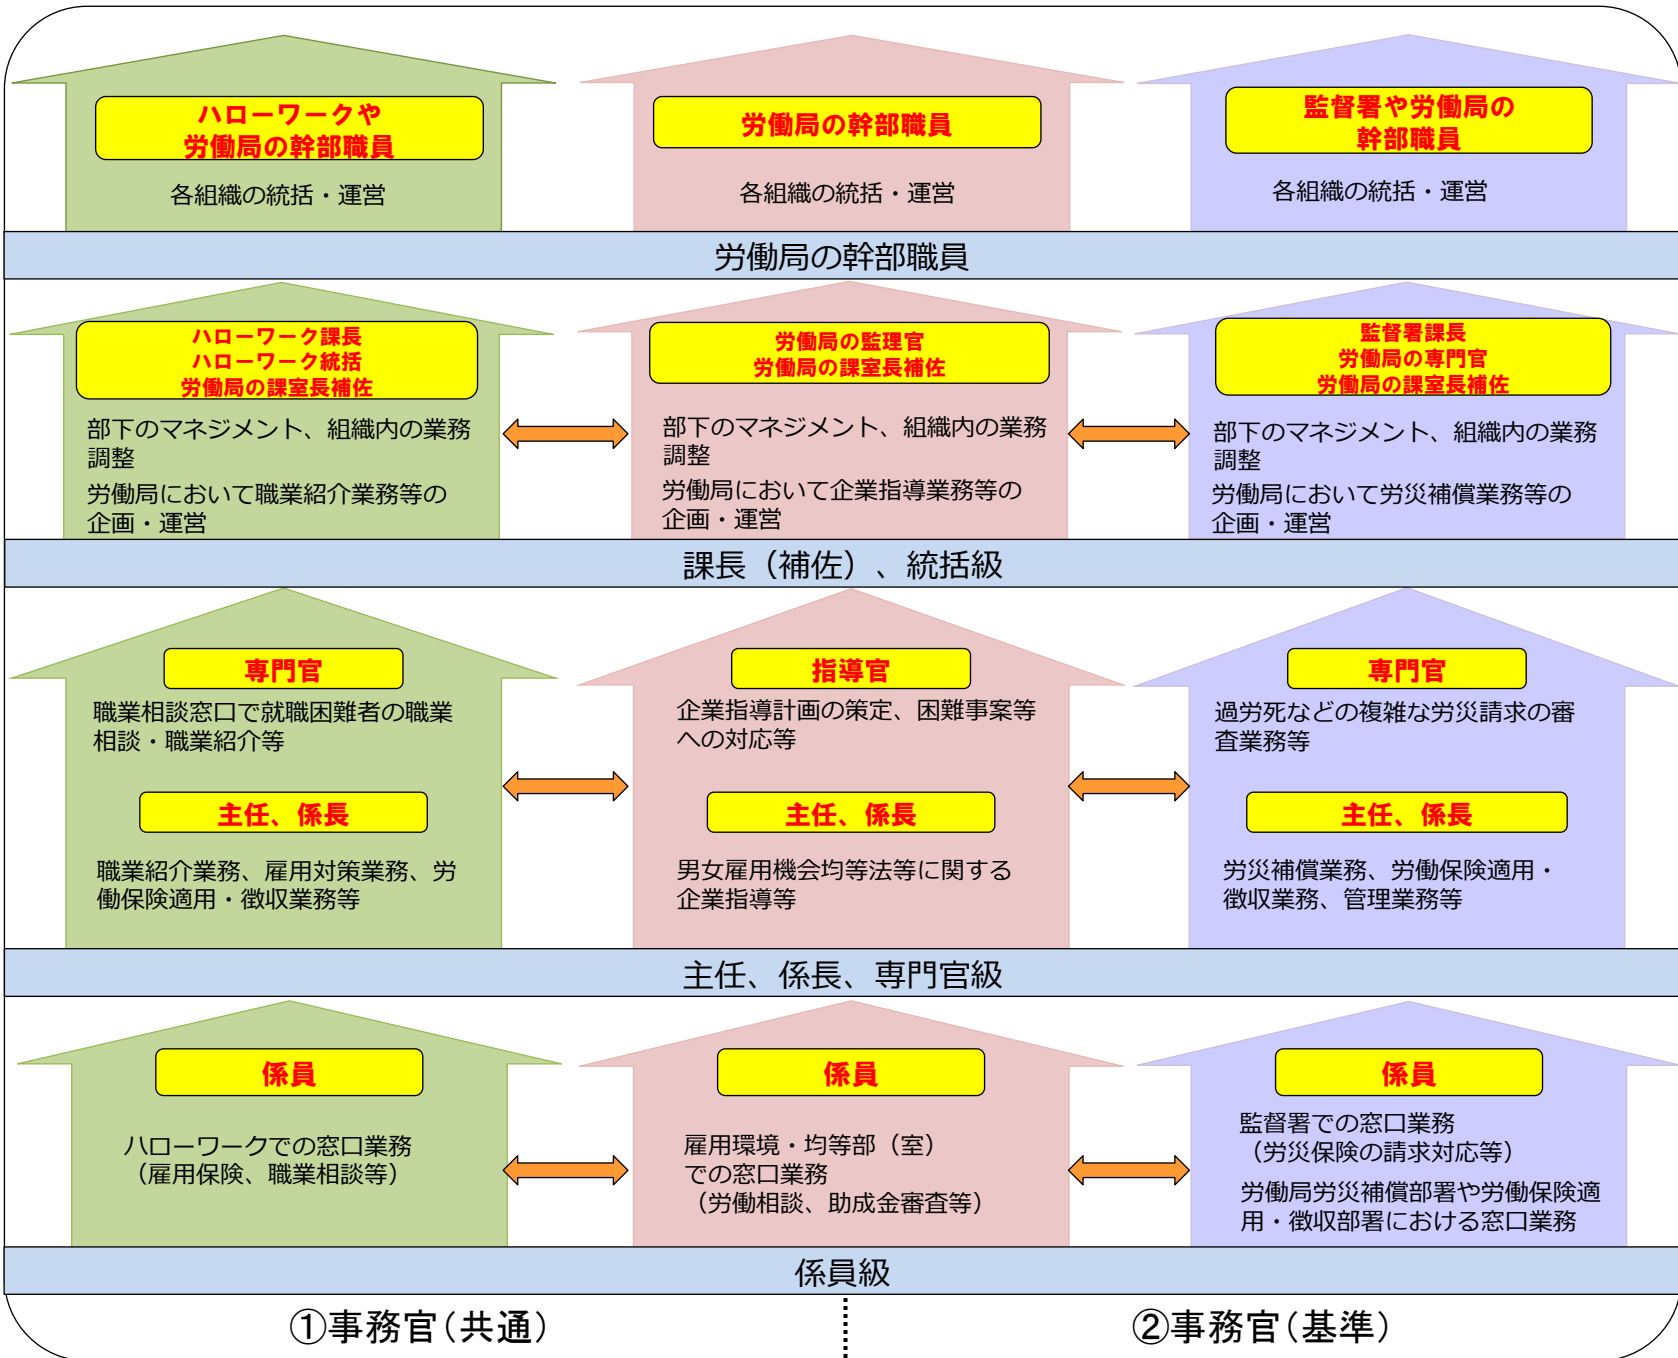 ハローワークや
労働局の幹部職員
各組織の統括・運営
労働局の幹部職員
各組織の統括・運営
監督署や労働局の
幹部職員
各組織の統括・運営
労働局の幹部職員
ハローワーク課長
ハローワーク統括
労働局の課室長補佐
部下のマネジメント、組織内の業務
調整
労働局において職業紹介業務等の
企画・運営
労働局の監理官
労働局の課室長補佐
部下のマネジメント、組織内の業務
調整
労働局において企業指導業務等の
企画・運営
監督署課長
労働局の専門官
労働局の課室長補佐
部下のマネジメント、組織内の業務
調整
労働局において労災補償業務等の
企画・運営
課長（補佐）、統括級
専門官
職業相談窓口で就職困難者の職業
相談・職業紹介等
主任、係長
職業紹介業務、雇用対策業務、労
働保険適用・徴収業務等
指導官
企業指導計画の策定、困難事案等
への対応等
主任、係長
男女雇用機会均等法等に関する
企業指導等
専門官
過労死などの複雑な労災請求の審
査業務等
主任、係長
労災補償業務、労働保険適用・
徴収業務、管理業務等
主任、係長、専門官級
係員
ハローワークでの窓口業務
（雇用保険、職業相談等）
係員
雇用環境・均等部（室）
での窓口業務
（労働相談、助成金審査等）
係員
監督署での窓口業務
（労災保険の請求対応等）
労働局労災補償部署や労働保険適
用・徴収部署における窓口業務
係員級
①事務官（共通）
②事務官（基準）